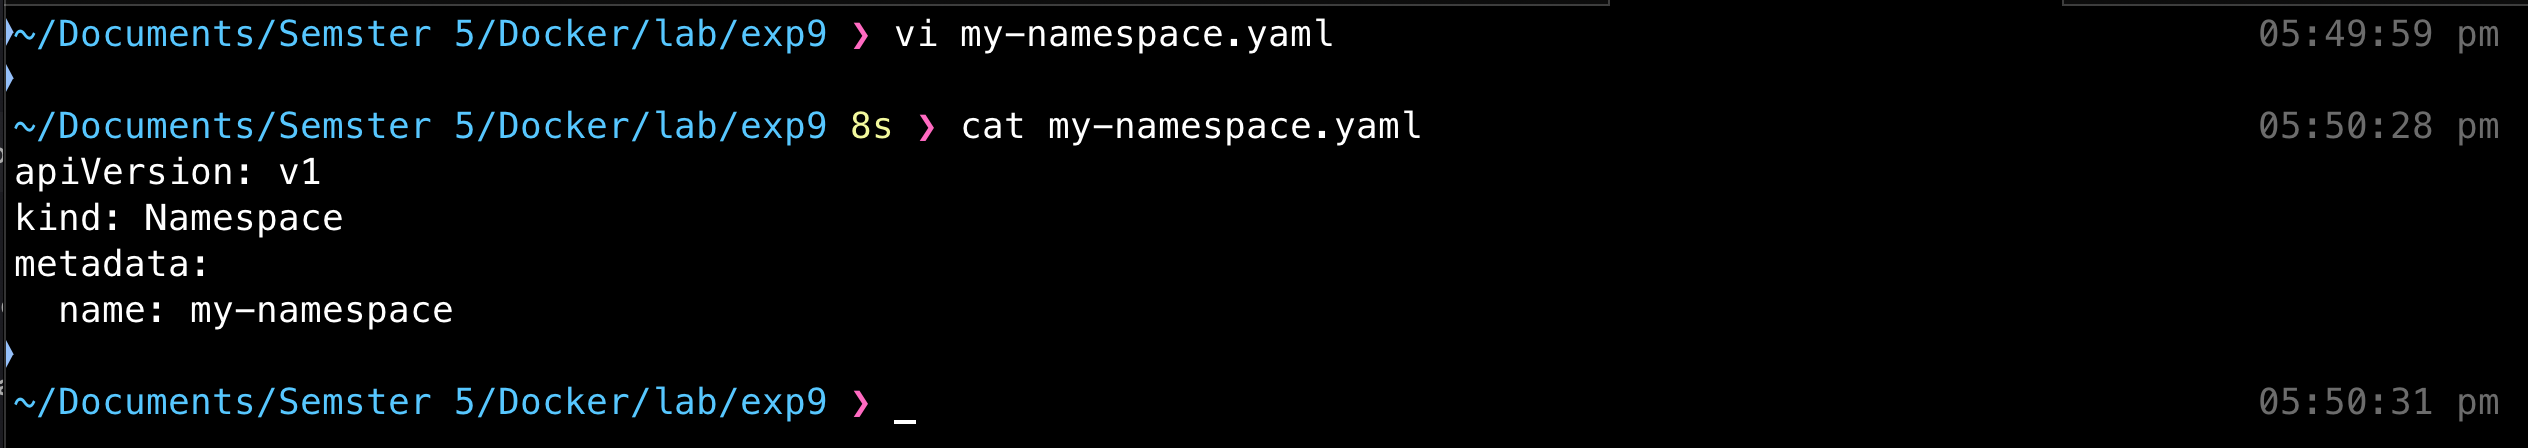 ~/Documents/Semster 5/Docker/lab/exp9 ❯ vi my-namespace.yaml 05:49:59 pm
~/Documents/Semster 5/Docker/lab/exp9 8s ❯ cat my-namespace.yaml 05:50:28 pm
apiVersion: v1
kind: Namespace
metadata:
  name: my-namespace
~/Documents/Semster 5/Docker/lab/exp9 ❯ _ 05:50:31 pm